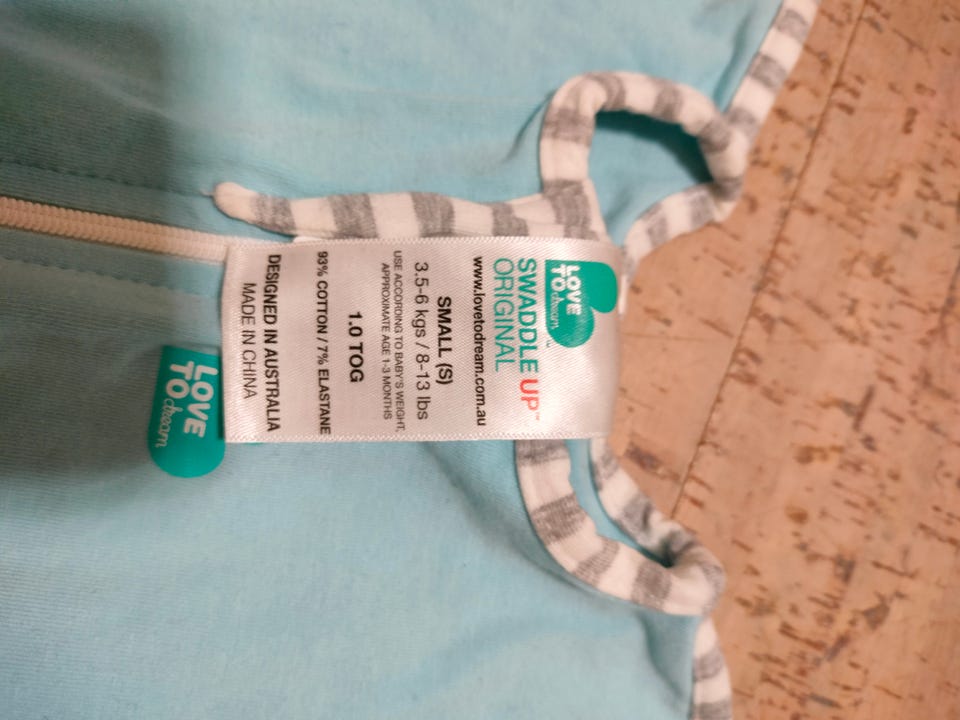 LOVE
TO dream™
SWADDLE UP™
ORIGINAL
www.lovetodream.com.au
SMALL (S)
3.5-6 kgs / 8-13 lbs
USE ACCORDING TO BABY'S WEIGHT,
APPROXIMATE AGE 1-3 MONTHS
1.0 TOG
93% COTTON / 7% ELASTANE
DESIGNED IN AUSTRALIA
MADE IN CHINA
LOVE
TO dream